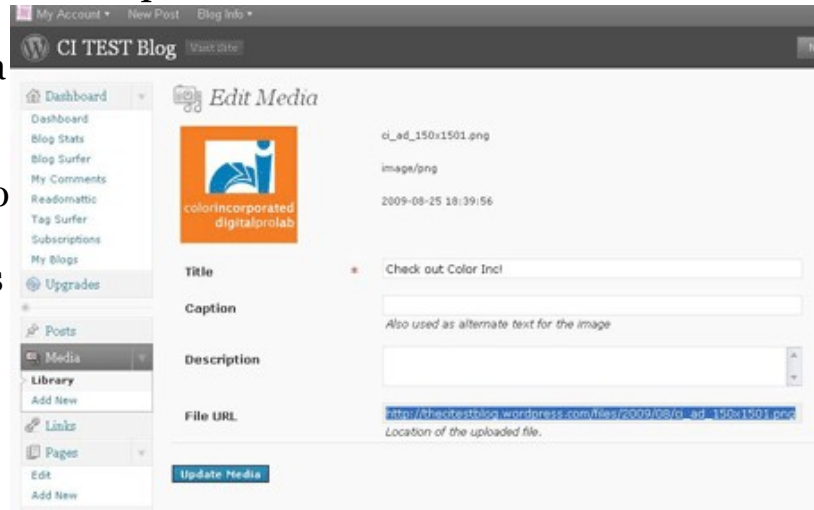 My Account New Post Blog Info
CI TEST Blog Visit Site
Dashboard
Dashboard
Blog Stats
Blog Surfer
My Comments
Readomattic
Tag Surfer
Subscriptions
My Blogs
Upgrades
Posts
Media
Library
Add New
Links
Pages
Edit
Add New
Edit Media
colorincorporated
digitalprolab
ci_ad_150x1501.png
image/png
2009-08-25 18:39:56
Title * Check out Color Inc!
Caption
Also used as alternate text for the image
Description
File URL http://thecitestblog.wordpress.com/files/2009/08/ci_ad_150x1501.png
Location of the uploaded file.
Update Media